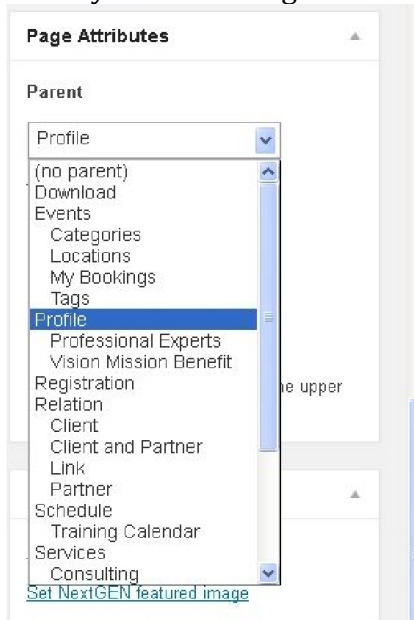 Page Attributes
Parent
Profile
(no parent)
Download
Events
Categories
Locations
My Bookings
Tags
Profile
Professional Experts
Vision Mission Benefit
Registration
Relation
upper
Client
Client and Partner
Link
Partner
Schedule
Training Calendar
Services
Consulting
Set NextGEN featured image